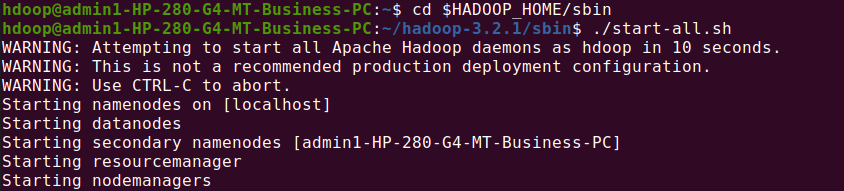 hdoop@admin1-HP-280-G4-MT-Business-PC:~$ cd $HADOOP_HOME/sbin
hdoop@admin1-HP-280-G4-MT-Business-PC:~/hadoop-3.2.1/sbin$ ./start-all.sh
WARNING: Attempting to start all Apache Hadoop daemons as hdoop in 10 seconds.
WARNING: This is not a recommended production deployment configuration.
WARNING: Use CTRL-C to abort.
Starting namenodes on [localhost]
Starting datanodes
Starting secondary namenodes [admin1-HP-280-G4-MT-Business-PC]
Starting resourcemanager
Starting nodemanagers